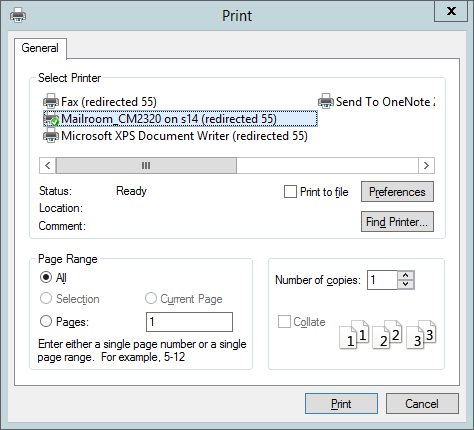 Print
General
Select Printer
Fax (redirected 55)
Send To OneNote 2
Mailroom_CM2320 on s14 (redirected 55)
Microsoft XPS Document Writer (redirected 55)
Status: Ready
Print to file
Preferences
Location:
Comment:
Find Printer...
Page Range
All
Number of copies: 1
Selection
Current Page
Pages: 1
Collate
1 1 2 2 3 3
Enter either a single page number or a single
page range. For example, 5-12
Print
Cancel